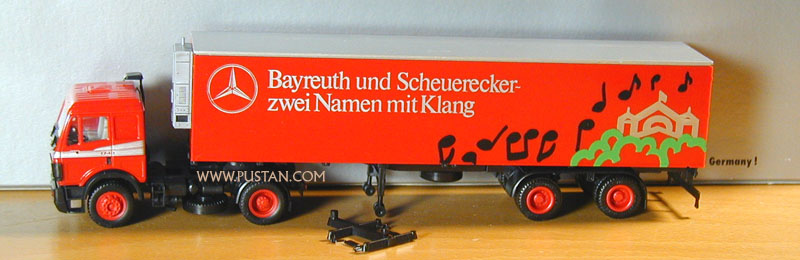 Bayreuth und Scheuerecker-
zwei Namen mit Klang
Germany!
WWW.PUSTAN.COM